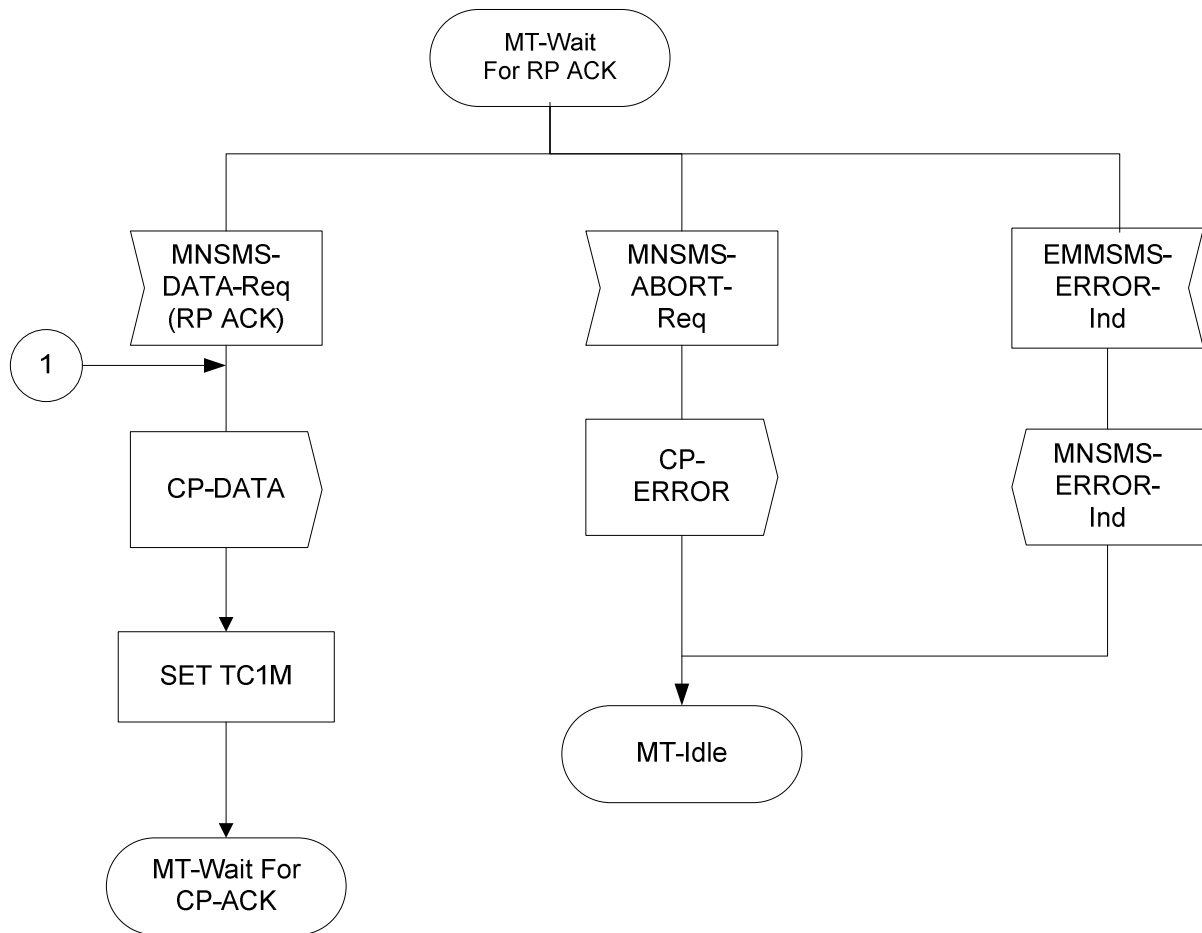 MT-Wait
For RP ACK
MNSMS-
DATA-Req
(RP ACK)
MNSMS-
ABORT-
Req
EMMSMS-
ERROR-
Ind
1
CP-DATA
CP-
ERROR
MNSMS-
ERROR-
Ind
SET TC1M
MT-Idle
MT-Wait For
CP-ACK